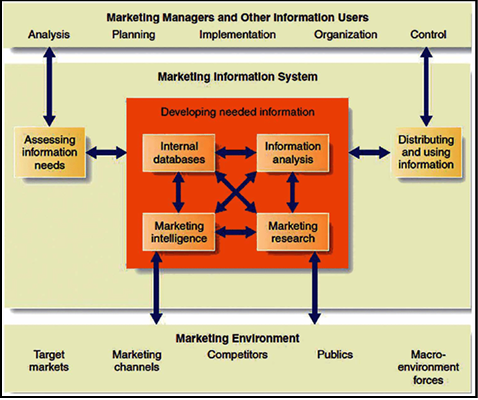 Marketing Managers and Other Information Users
Analysis Planning Implementation Organization Control
Marketing Information System
Developing needed information
Assessing
information
needs
Internal
databases
Information
analysis
Distributing
and using
information
Marketing
intelligence
Marketing
research
Marketing Environment
Target
markets
Marketing
channels
Competitors
Publics
Macro-
environment
forces